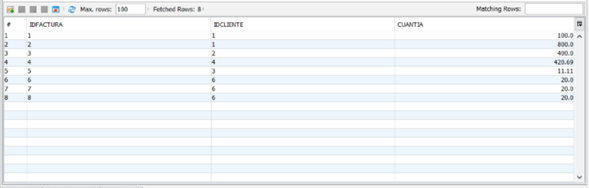 Max. rows: 100 Fetched Rows: 8 Matching Rows:
# IDFACTURA IDCLIENTE CUANTIA
1 1 1 100.0
2 2 1 800.0
3 3 2 400.0
4 4 4 420.69
5 5 3 11.11
6 6 6 20.0
7 7 6 20.0
8 8 6 20.0